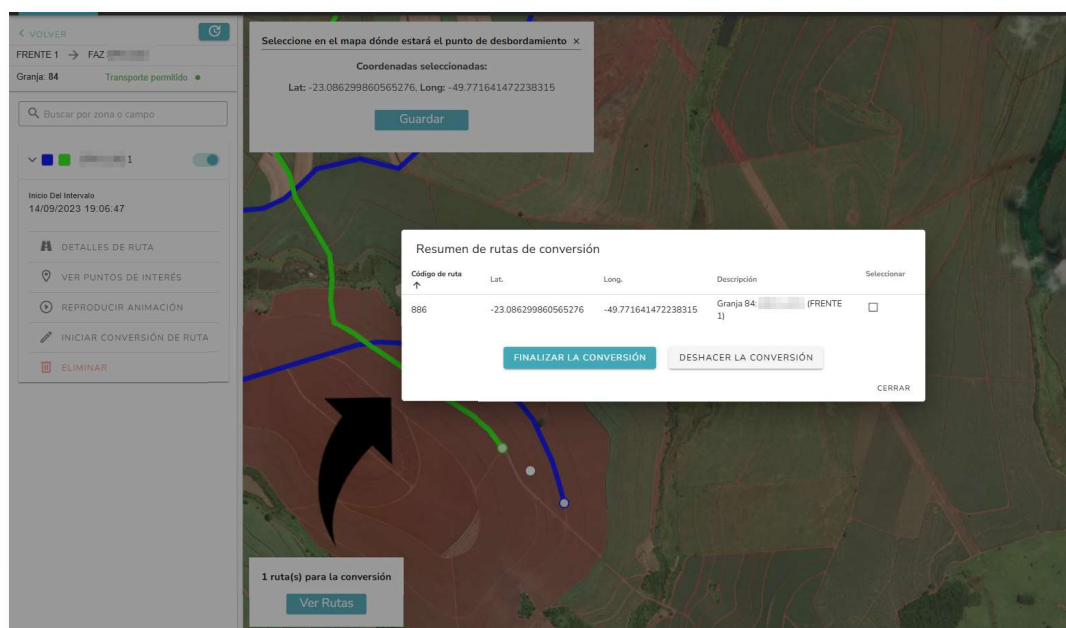 VOLVER
FRENTE 1 → FAZ
Granja: 84 Transporte permitido
Buscar por zona o campo
1
Inicio Del Intervalo
14/09/2023 19:06:47
DETALLES DE RUTA
VER PUNTOS DE INTERÉS
REPRODUCIR ANIMACIÓN
INICIAR CONVERSIÓN DE RUTA
ELIMINAR
Seleccione en el mapa dónde estará el punto de desbordamiento ×
Coordenadas seleccionadas:
Lat: -23.086299860565276, Long: -49.771641472238315
Guardar
Resumen de rutas de conversión
Código de ruta ↑ Lat. Long. Descripción Seleccionar
886 -23.086299860565276 -49.771641472238315 Granja 84: (FRENTE
1)
FINALIZAR LA CONVERSIÓN DESHACER LA CONVERSIÓN
CERRAR
1 ruta(s) para la conversión
Ver Rutas